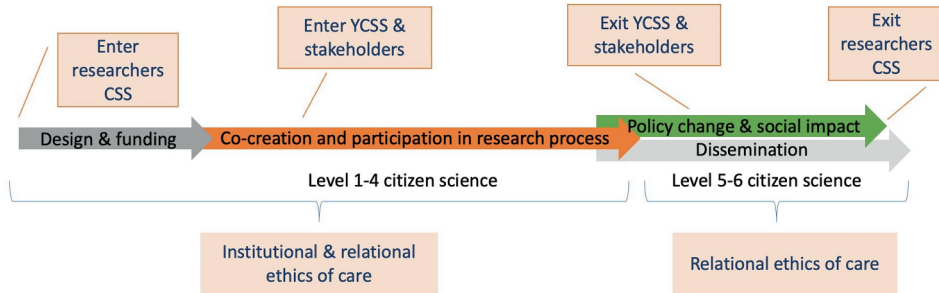 Enter
researchers
CSS
Enter YCSS &
stakeholders
Exit YCSS &
stakeholders
Exit
researchers
CSS
Design & funding
Co-creation and participation in research process
Policy change & social impact
Dissemination
Level 1-4 citizen science
Level 5-6 citizen science
Institutional & relational
ethics of care
Relational ethics of care